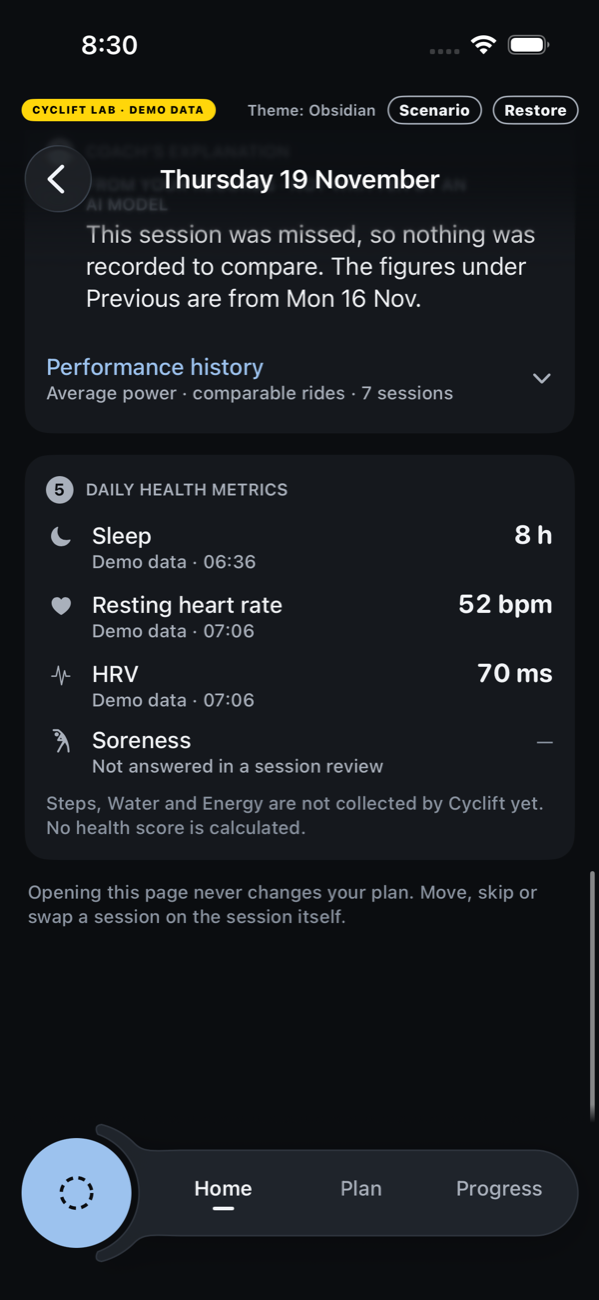 8:30
CYCLIFT LAB · DEMO DATA
Theme: Obsidian
Scenario
Restore
COACH'S EXPLANATION
Thursday 19 November
AI MODEL
This session was missed, so nothing was
recorded to compare. The figures under
Previous are from Mon 16 Nov.
Performance history
Average power · comparable rides · 7 sessions
5 DAILY HEALTH METRICS
Sleep 8 h
Demo data · 06:36
Resting heart rate 52 bpm
Demo data · 07:06
HRV 70 ms
Demo data · 07:06
Soreness —
Not answered in a session review
Steps, Water and Energy are not collected by Cyclift yet.
No health score is calculated.
Opening this page never changes your plan. Move, skip or
swap a session on the session itself.
Home
Plan
Progress